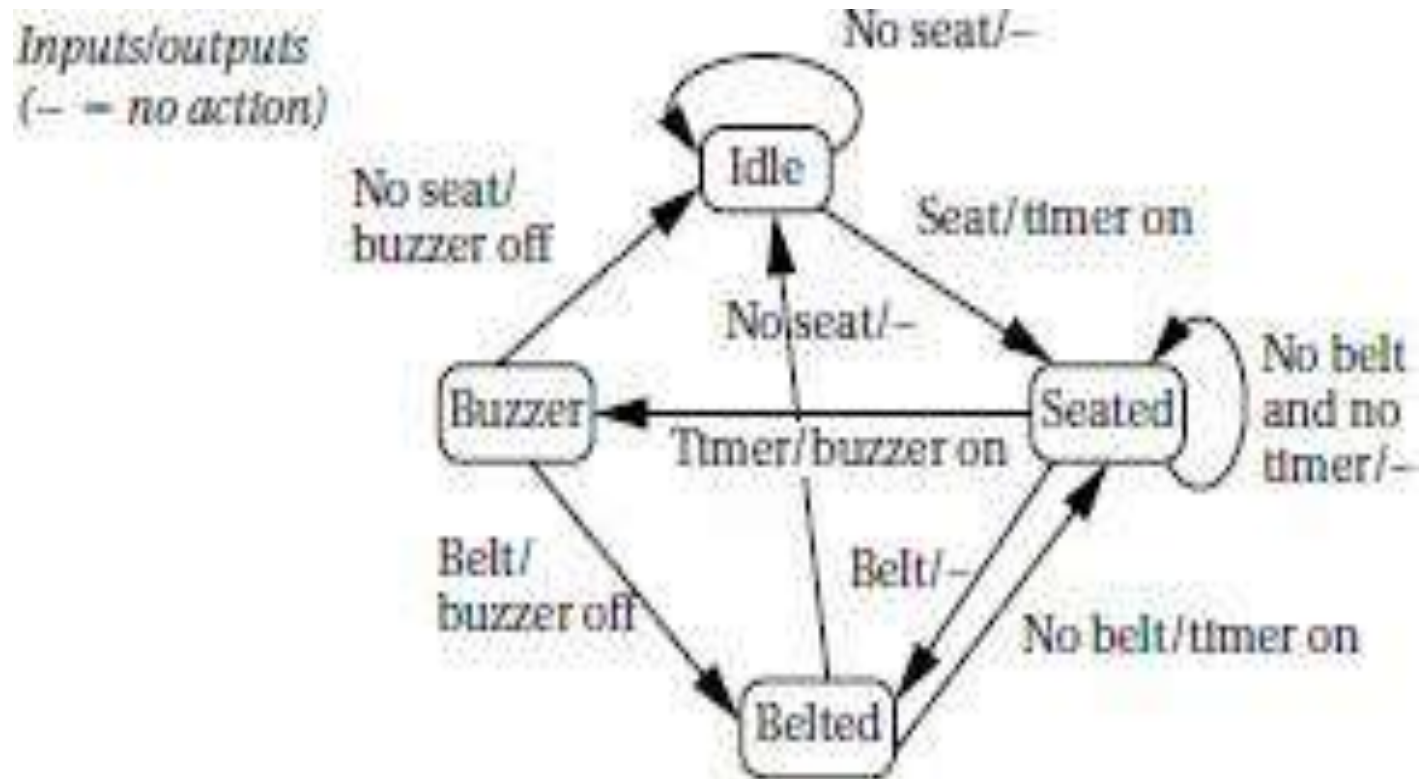 Inputs/outputs
(– = no action)
No seat/–
Idle
No seat/
buzzer off
Seat/timer on
No seat/–
No belt
and no
timer/–
Buzzer
Seated
Timer/buzzer on
Belt/
buzzer off
Belt/–
No belt/timer on
Belted